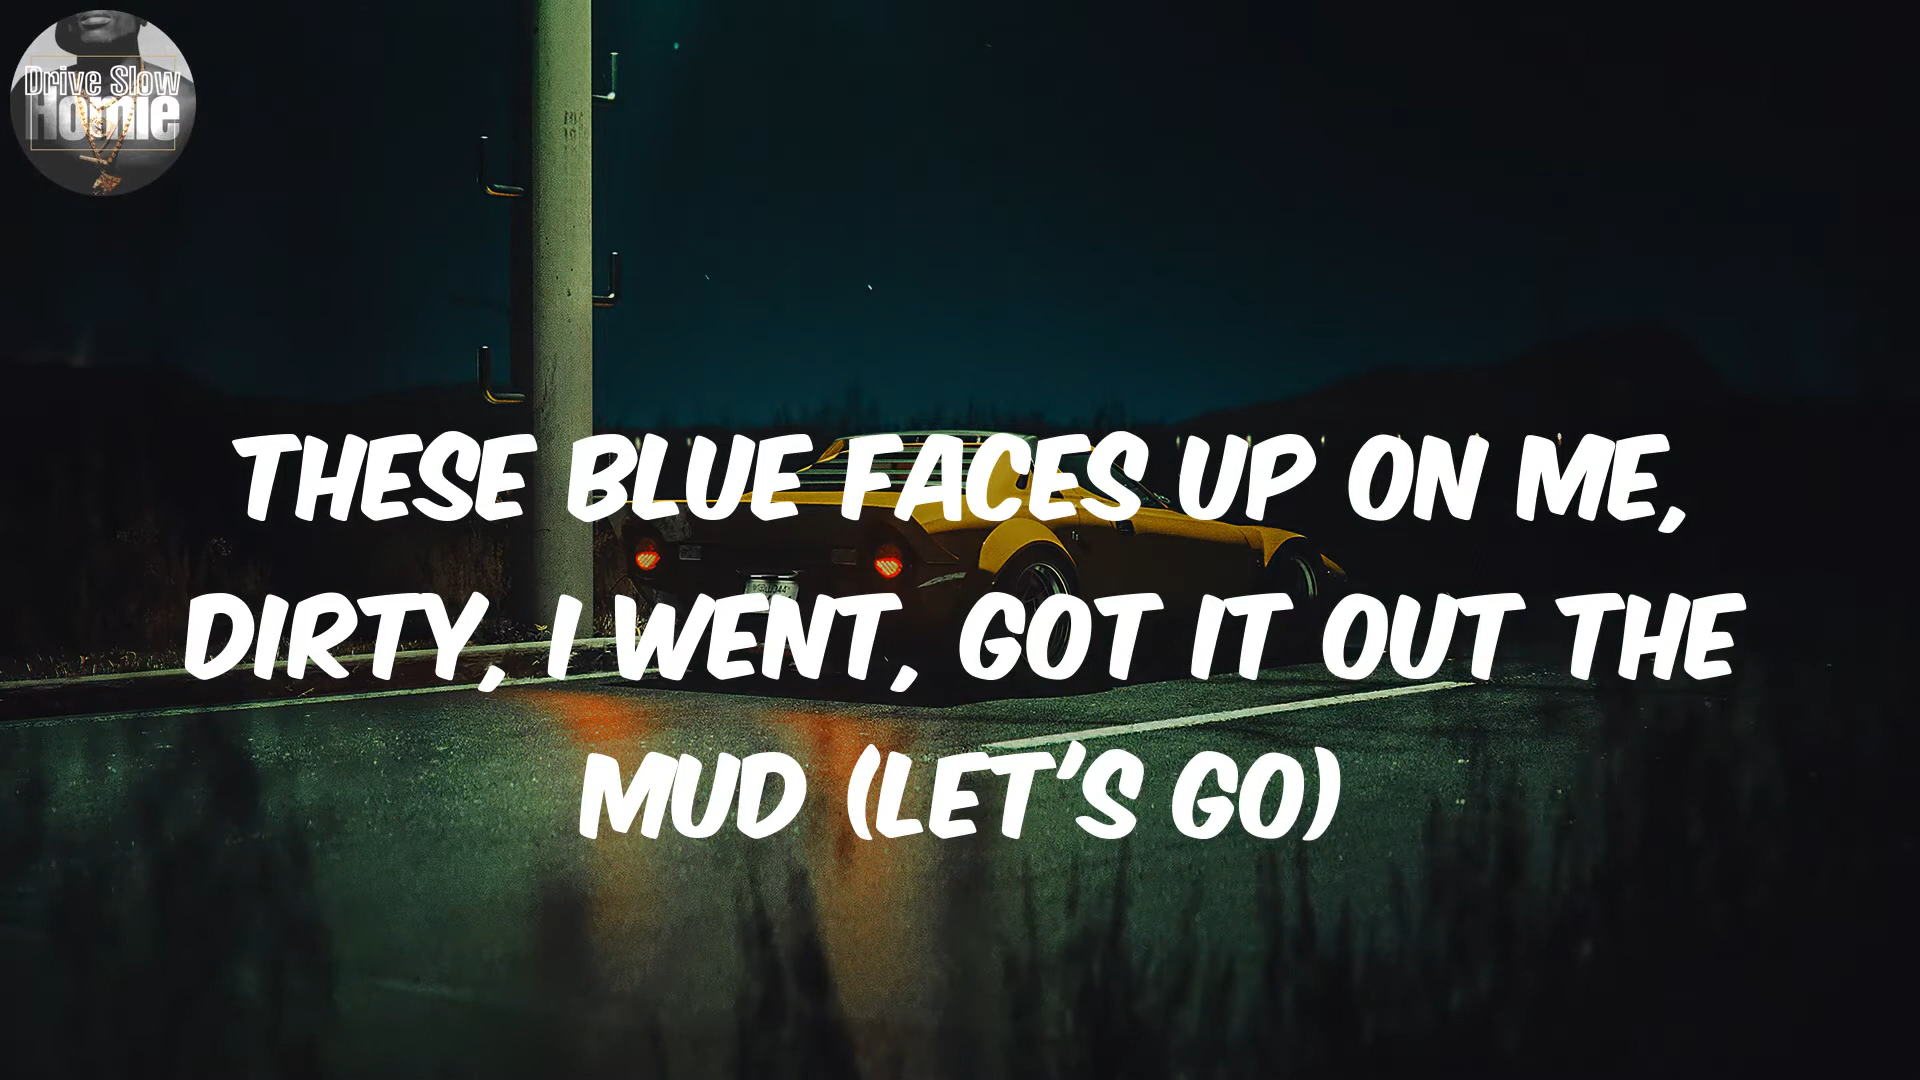 Drive Slow
Homie
THESE BLUE FACES UP ON ME,
DIRTY, I WENT, GOT IT OUT THE
MUD (LET'S GO)